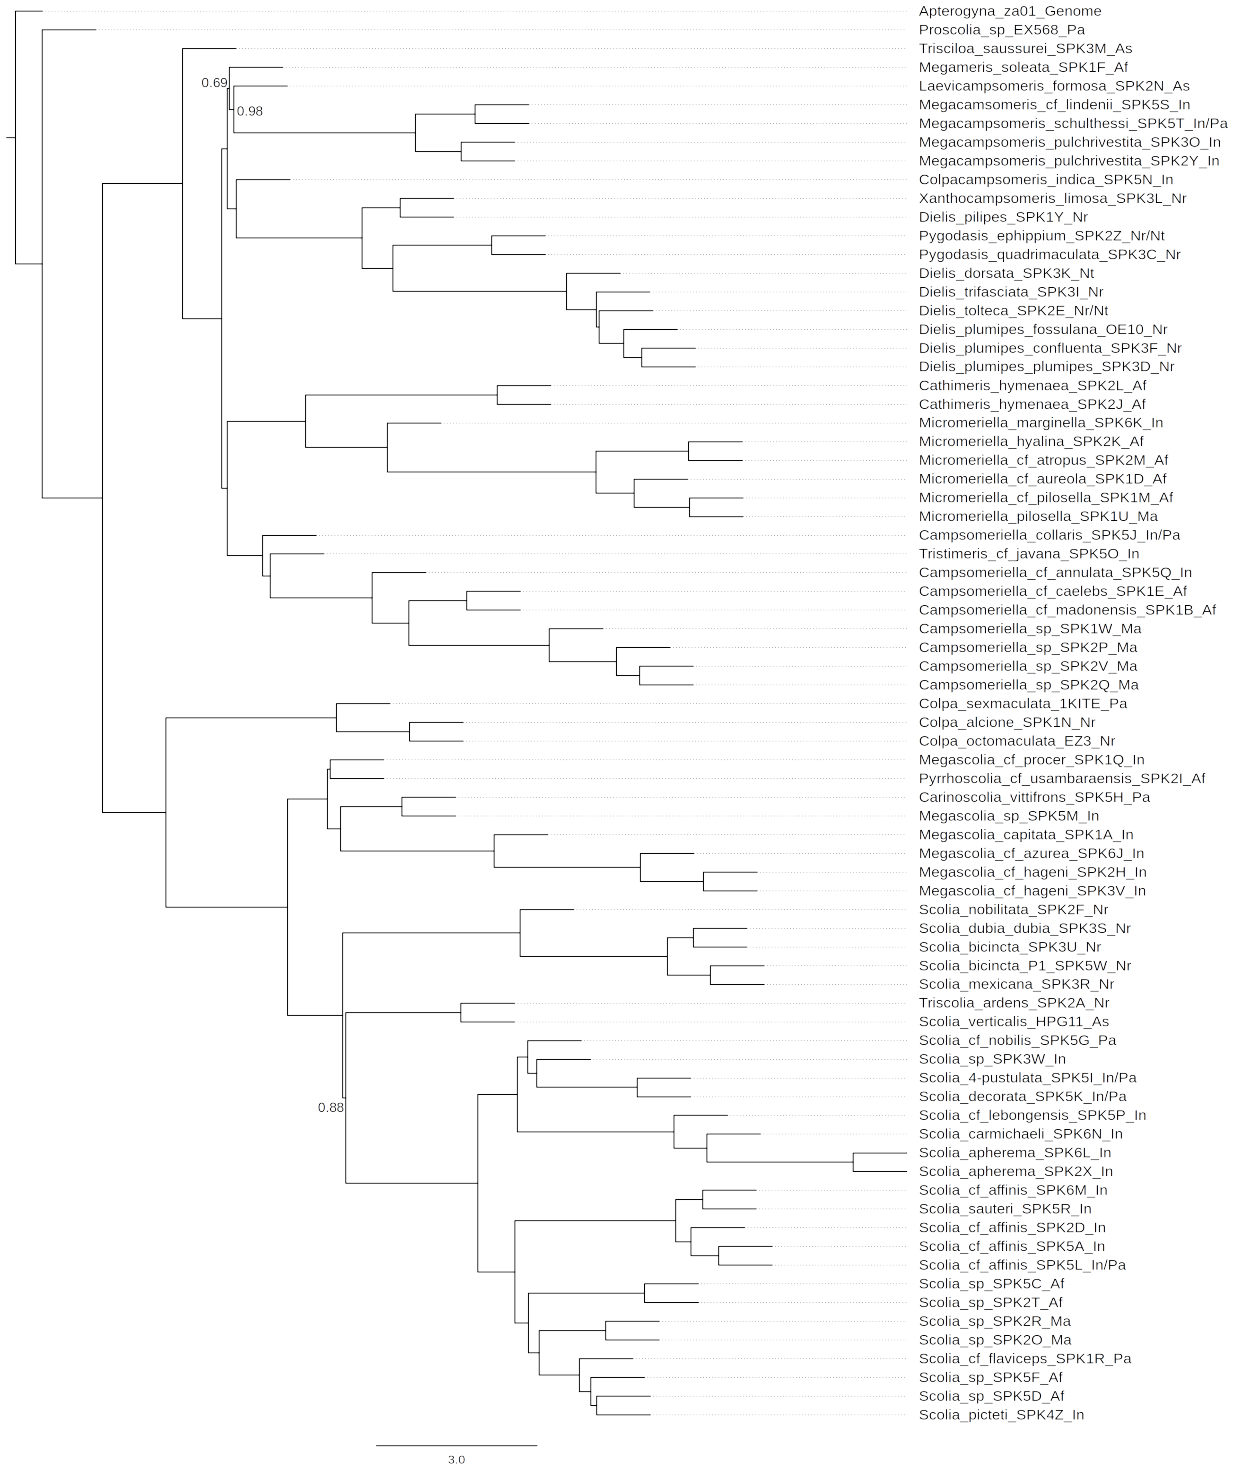 Apterogyna_za01_Genome
Proscolia_sp_EX568_Pa
Trisciloa_saussurei_SPK3M_As
Megameris_soleata_SPK1F_Af
0.69
Laevicampsomeris_formosa_SPK2N_As
Megacamsomeris_cf_lindenii_SPK5S_In
0.98
Megacampsomeris_schulthessi_SPK5T_In/Pa
Megacampsomeris_pulchrivestita_SPK3O_In
Megacampsomeris_pulchrivestita_SPK2Y_In
Colpacampsomeris_indica_SPK5N_In
Xanthocampsomeris_limosa_SPK3L_Nr
Dielis_pilipes_SPK1Y_Nr
Pygodasis_ephippium_SPK2Z_Nr/Nt
Pygodasis_quadrimaculata_SPK3C_Nr
Dielis_dorsata_SPK3K_Nt
Dielis_trifasciata_SPK3I_Nr
Dielis_tolteca_SPK2E_Nr/Nt
Dielis_plumipes_fossulana_OE10_Nr
Dielis_plumipes_confluenta_SPK3F_Nr
Dielis_plumipes_plumipes_SPK3D_Nr
Cathimeris_hymenaea_SPK2L_Af
Cathimeris_hymenaea_SPK2J_Af
Micromeriella_marginella_SPK6K_In
Micromeriella_hyalina_SPK2K_Af
Micromeriella_cf_atropus_SPK2M_Af
Micromeriella_cf_aureola_SPK1D_Af
Micromeriella_cf_pilosella_SPK1M_Af
Micromeriella_pilosella_SPK1U_Ma
Campsomeriella_collaris_SPK5J_In/Pa
Tristimeris_cf_javana_SPK5O_In
Campsomeriella_cf_annulata_SPK5Q_In
Campsomeriella_cf_caelebs_SPK1E_Af
Campsomeriella_cf_madonensis_SPK1B_Af
Campsomeriella_sp_SPK1W_Ma
Campsomeriella_sp_SPK2P_Ma
Campsomeriella_sp_SPK2V_Ma
Campsomeriella_sp_SPK2Q_Ma
Colpa_sexmaculata_1KITE_Pa
Colpa_alcione_SPK1N_Nr
Colpa_octomaculata_EZ3_Nr
Megascolia_cf_procer_SPK1Q_In
Pyrrhoscolia_cf_usambaraensis_SPK2I_Af
Carinoscolia_vittifrons_SPK5H_Pa
Megascolia_sp_SPK5M_In
Megascolia_capitata_SPK1A_In
Megascolia_cf_azurea_SPK6J_In
Megascolia_cf_hageni_SPK2H_In
Megascolia_cf_hageni_SPK3V_In
Scolia_nobilitata_SPK2F_Nr
Scolia_dubia_dubia_SPK3S_Nr
Scolia_bicincta_SPK3U_Nr
Scolia_bicincta_P1_SPK5W_Nr
Scolia_mexicana_SPK3R_Nr
Triscolia_ardens_SPK2A_Nr
Scolia_verticalis_HPG11_As
Scolia_cf_nobilis_SPK5G_Pa
Scolia_sp_SPK3W_In
Scolia_4-pustulata_SPK5I_In/Pa
Scolia_decorata_SPK5K_In/Pa
0.88
Scolia_cf_lebongensis_SPK5P_In
Scolia_carmichaeli_SPK6N_In
Scolia_apherema_SPK6L_In
Scolia_apherema_SPK2X_In
Scolia_cf_affinis_SPK6M_In
Scolia_sauteri_SPK5R_In
Scolia_cf_affinis_SPK2D_In
Scolia_cf_affinis_SPK5A_In
Scolia_cf_affinis_SPK5L_In/Pa
Scolia_sp_SPK5C_Af
Scolia_sp_SPK2T_Af
Scolia_sp_SPK2R_Ma
Scolia_sp_SPK2O_Ma
Scolia_cf_flaviceps_SPK1R_Pa
Scolia_sp_SPK5F_Af
Scolia_sp_SPK5D_Af
Scolia_picteti_SPK4Z_In
3.0